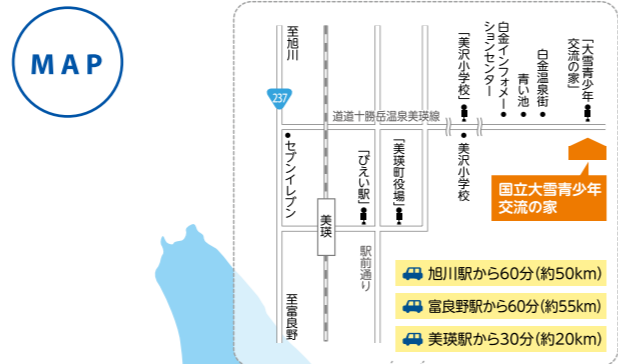 MAP
至旭川
237
道道十勝岳温泉美瑛線
セブンイレブン
美瑛
「びえい駅」
「美瑛町役場」
駅前通り
至富良野
「美沢小学校」
美沢小学校
白金インフォメー
ションセンター
青い池
白金温泉街
「大雪青少年
交流の家」
国立大雪青少年
交流の家
旭川駅から60分(約50km)
富良野駅から60分(約55km)
美瑛駅から30分(約20km)